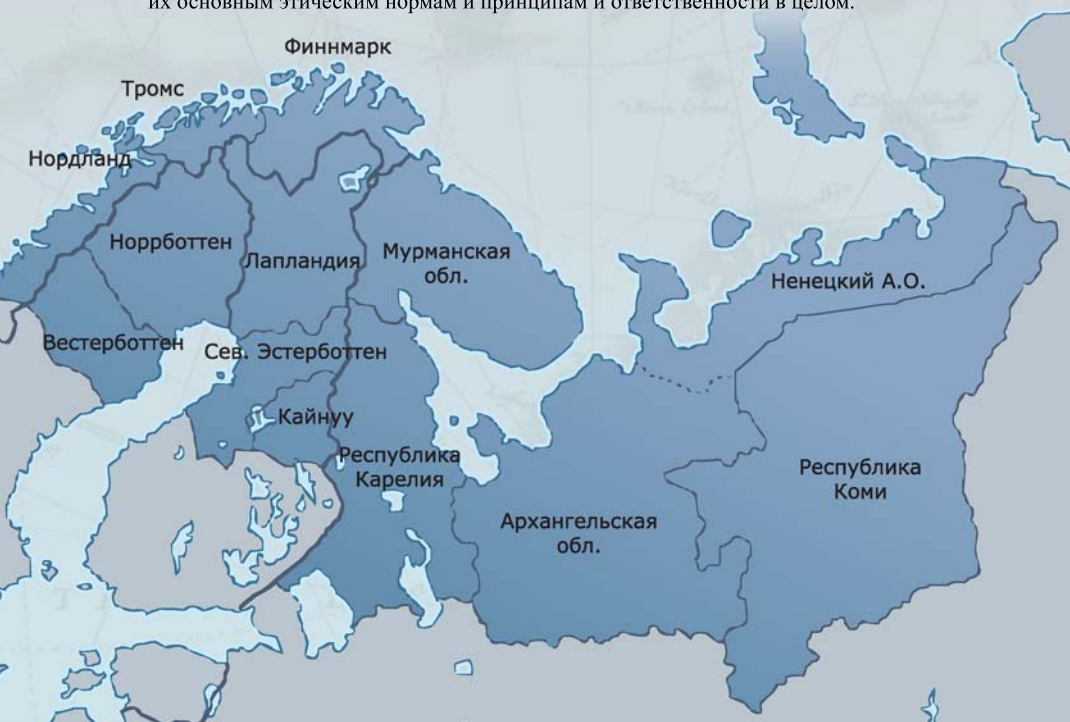 их основным этическим нормам и принципам и ответственности в целом.
Финнмарк
Тромс
Нордланд
Норрботтен
Лапландия
Мурманская
обл.
Ненецкий А.О.
Вестерботтен
Сев. Эстерботтен
Кайнуу
Республика
Карелия
Республика
Коми
Архангельская
обл.